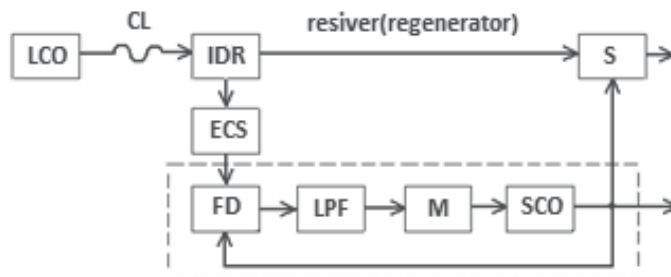 CL
resiver(regenerator)
LCO
IDR
S
ECS
FD
LPF
M
SCO